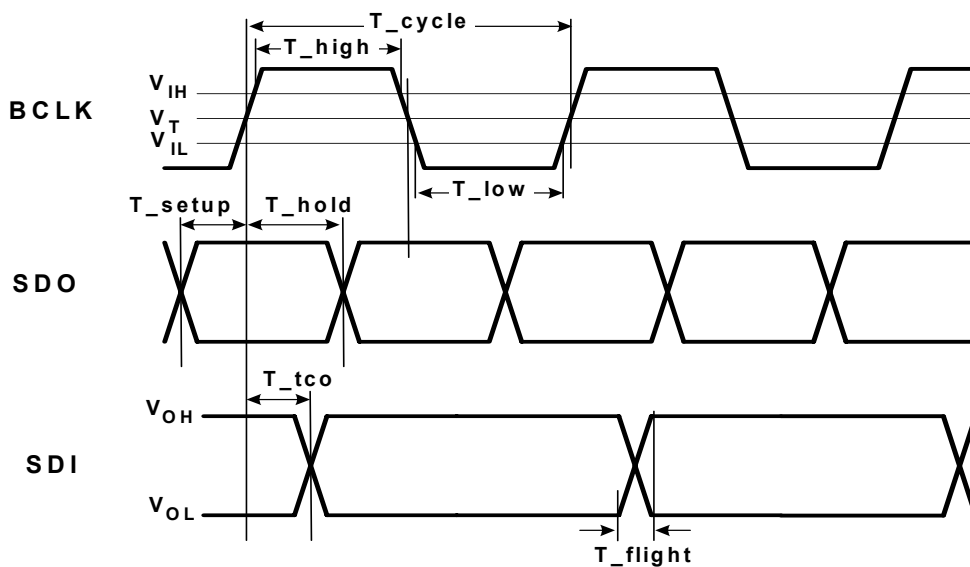 T_cycle
T_high
V_IH
BCLK
V_T
V_IL
T_low
T_setup
T_hold
SDO
T_tco
V_OH
SDI
V_OL
T_flight